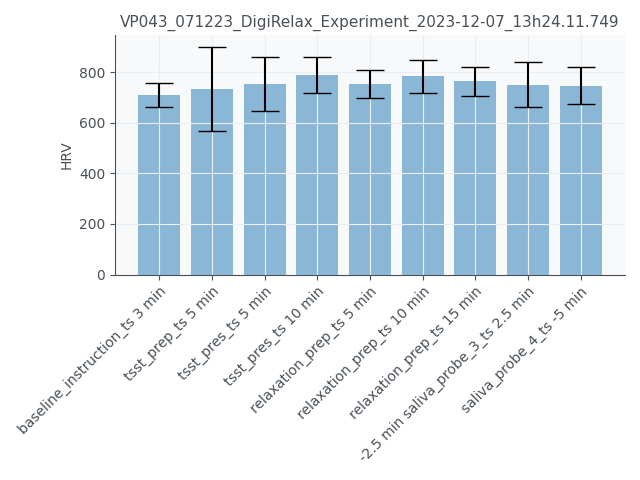 VP043_071223_DigiRelax_Experiment_2023-12-07_13h24.11.749
HRV
800
600
400
200
0
baseline_instruction_ts 3 min
tsst_prep_ts 5 min
tsst_pres_ts 5 min
tsst_pres_ts 10 min
relaxation_prep_ts 5 min
relaxation_prep_ts 10 min
relaxation_prep_ts 15 min
-2.5 min saliva_probe_3_ts 2.5 min
saliva_probe_4_ts -5 min